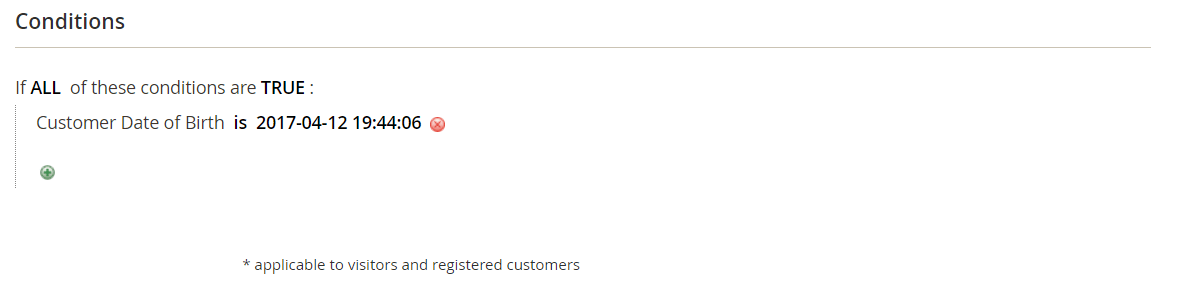 Conditions
If ALL of these conditions are TRUE :
Customer Date of Birth is 2017-04-12 19:44:06
* applicable to visitors and registered customers